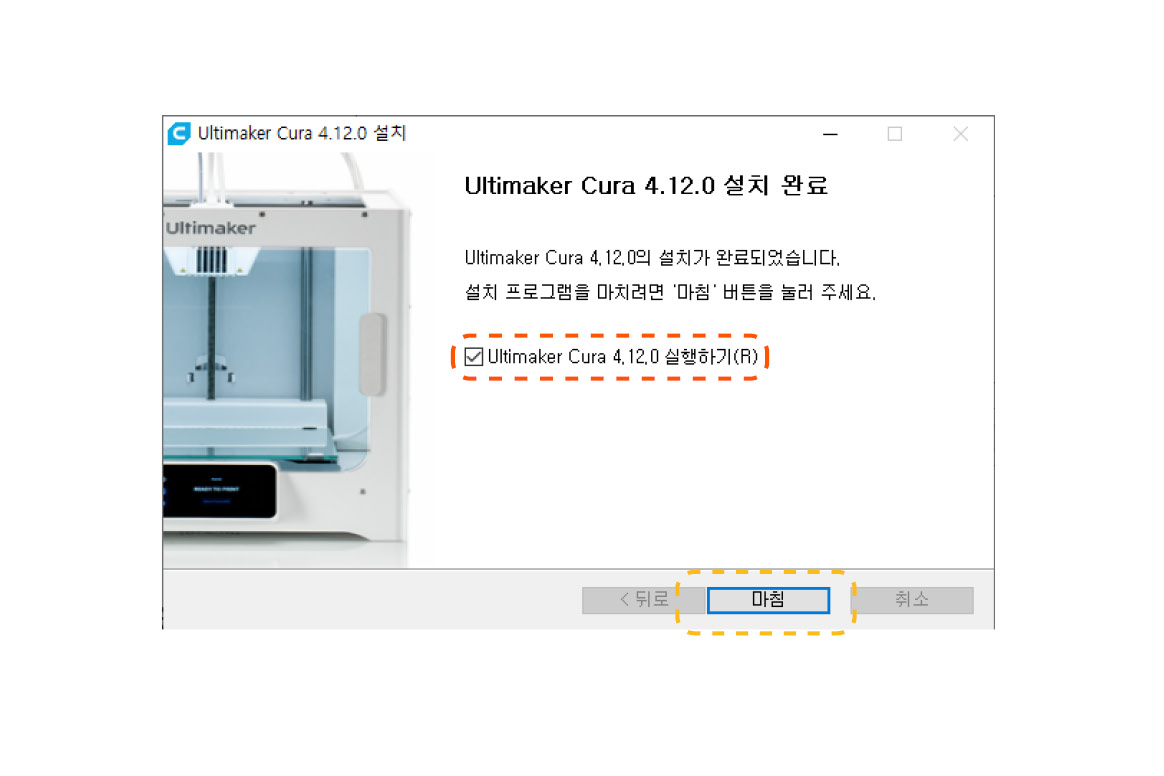 Ultimaker Cura 4.12.0 설치
Ultimaker Cura 4.12.0 설치 완료
Ultimaker
Ultimaker Cura 4.12.0의 설치가 완료되었습니다.
설치 프로그램을 마치려면 '마침' 버튼을 눌러 주세요.
Ultimaker Cura 4.12.0 실행하기(R)
READY TO PRINT
< 뒤로
마침
취소